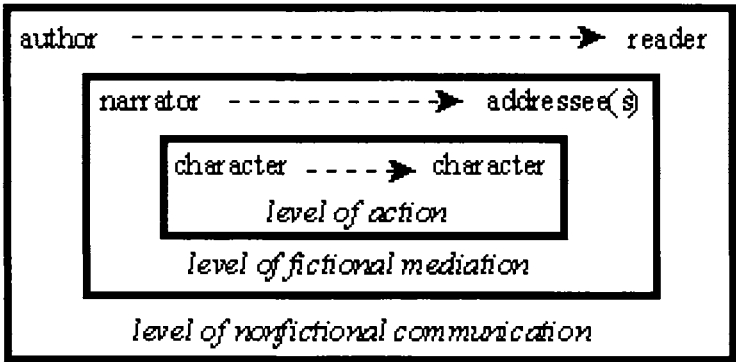 author reader
narrator addressee(s)
character character
level of action
level of fictional mediation
level of nonfictional communication